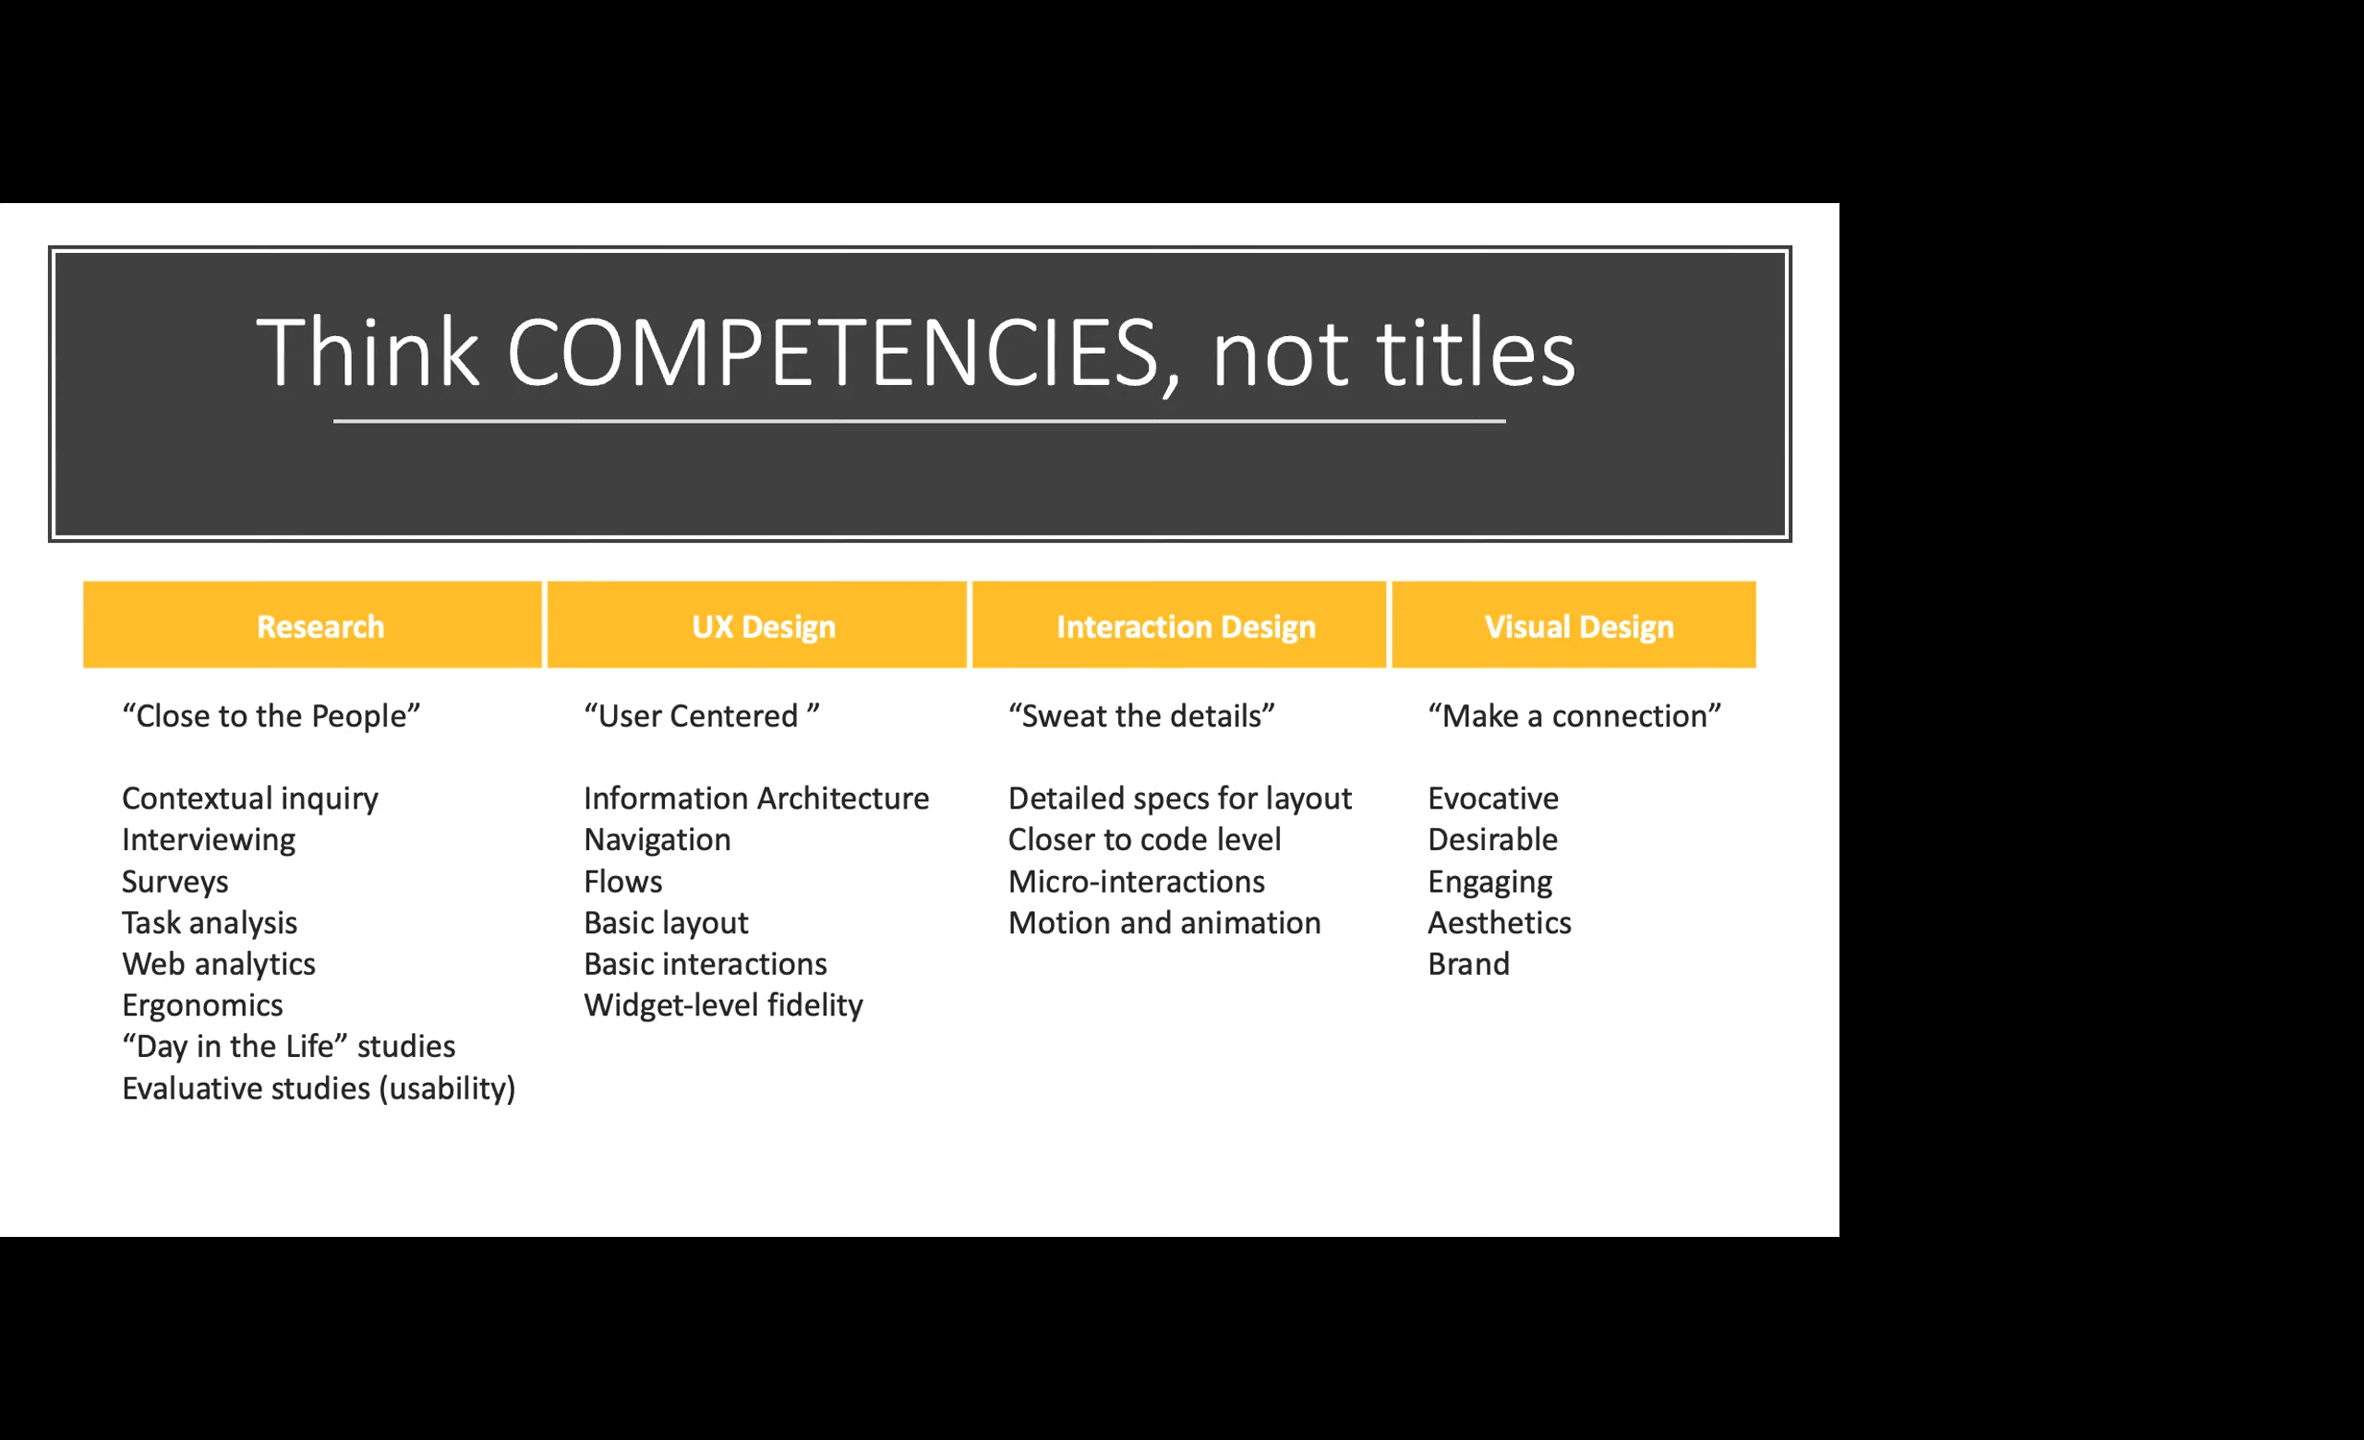 Think COMPETENCIES, not titles
Research
“Close to the People”
Contextual inquiry
Interviewing
Surveys
Task analysis
Web analytics
Ergonomics
“Day in the Life” studies
Evaluative studies (usability)
UX Design
“User Centered ”
Information Architecture
Navigation
Flows
Basic layout
Basic interactions
Widget-level fidelity
Interaction Design
“Sweat the details”
Detailed specs for layout
Closer to code level
Micro-interactions
Motion and animation
Visual Design
“Make a connection”
Evocative
Desirable
Engaging
Aesthetics
Brand